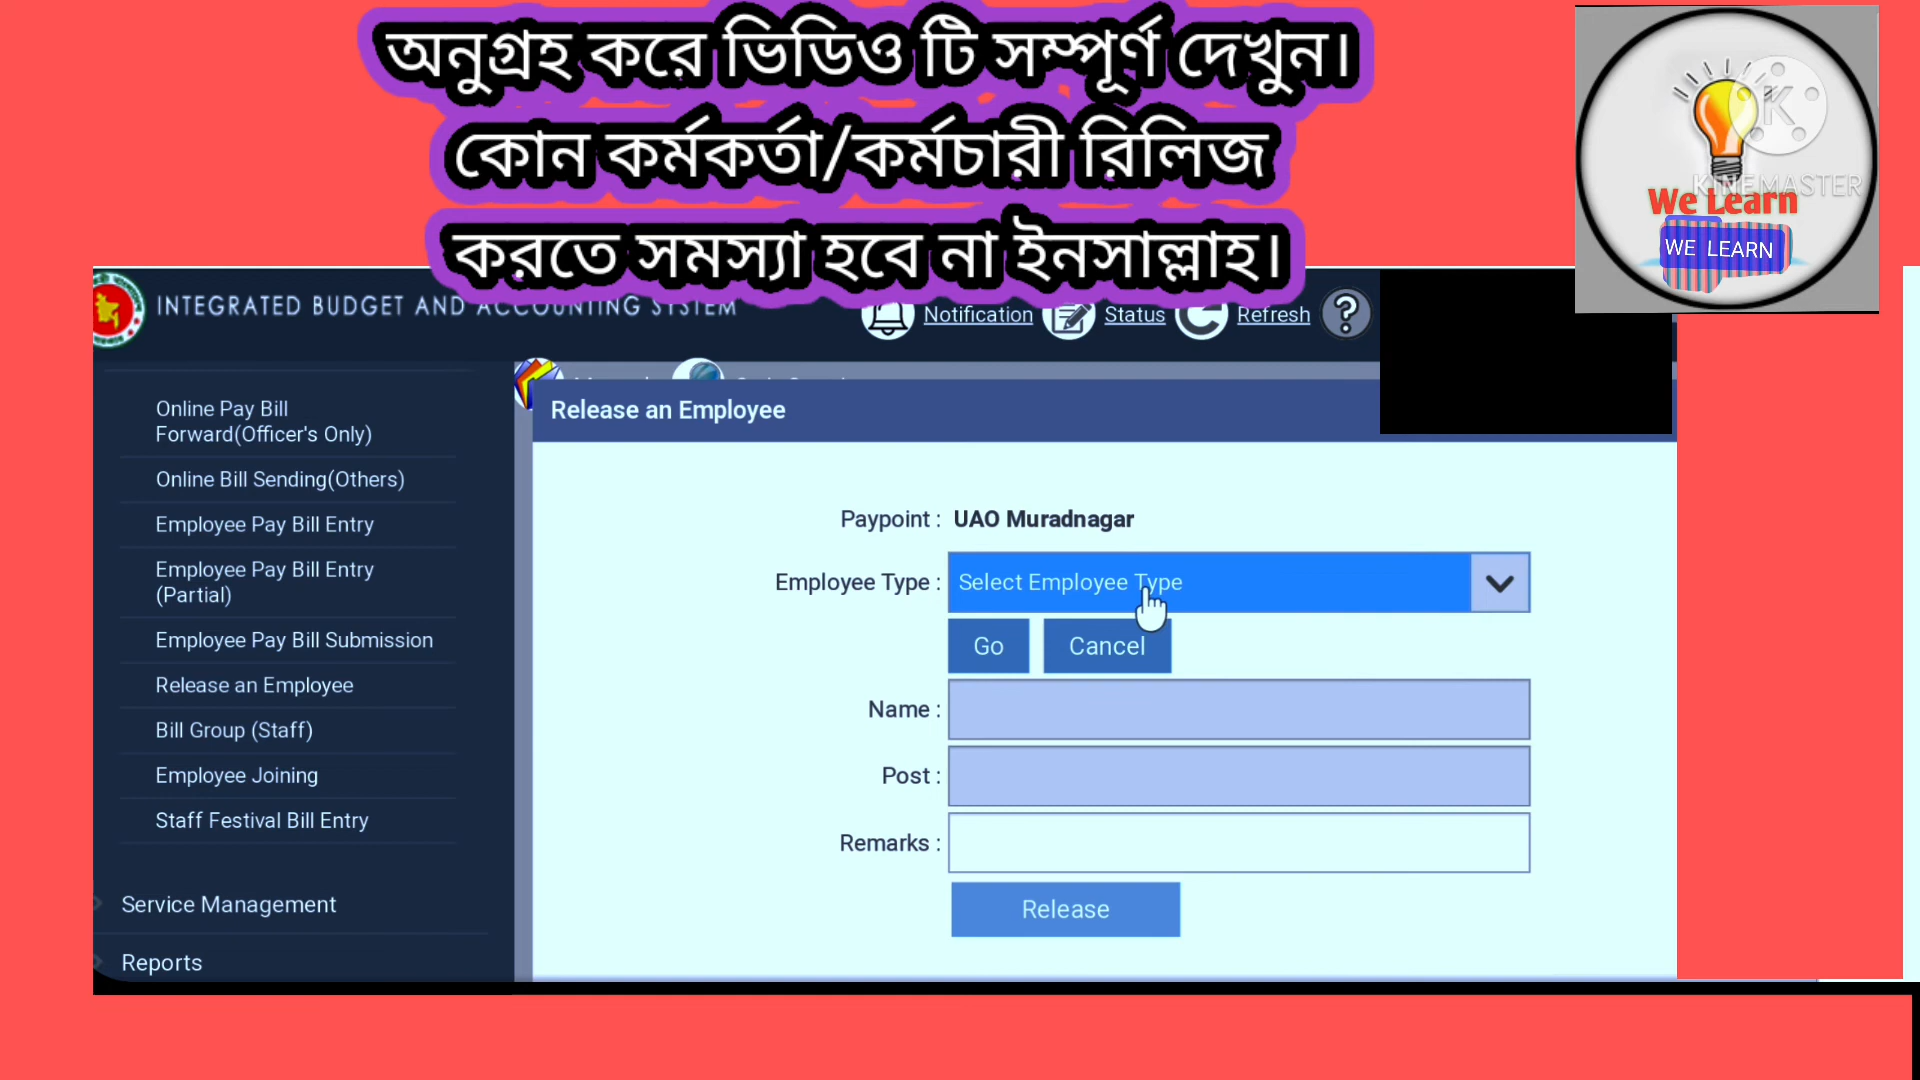 অনুগ্রহ করে ভিডিও টি সম্পূর্ণ দেখুন।
কোন কর্মকর্তা/কর্মচারী রিলিজ
করতে সমস্যা হবে না ইনসাল্লাহ।
K
KINEMASTER
We Learn
WE LEARN
INTEGRATED BUDGET AND ACCOUNTING SYSTEM
Notification
Status
Refresh
?
Online Pay Bill
Forward(Officer's Only)
Online Bill Sending(Others)
Employee Pay Bill Entry
Employee Pay Bill Entry
(Partial)
Employee Pay Bill Submission
Release an Employee
Bill Group (Staff)
Employee Joining
Staff Festival Bill Entry
Service Management
Reports
Release an Employee
Paypoint : UAO Muradnagar
Employee Type : Select Employee Type
Go Cancel
Name :
Post :
Remarks :
Release